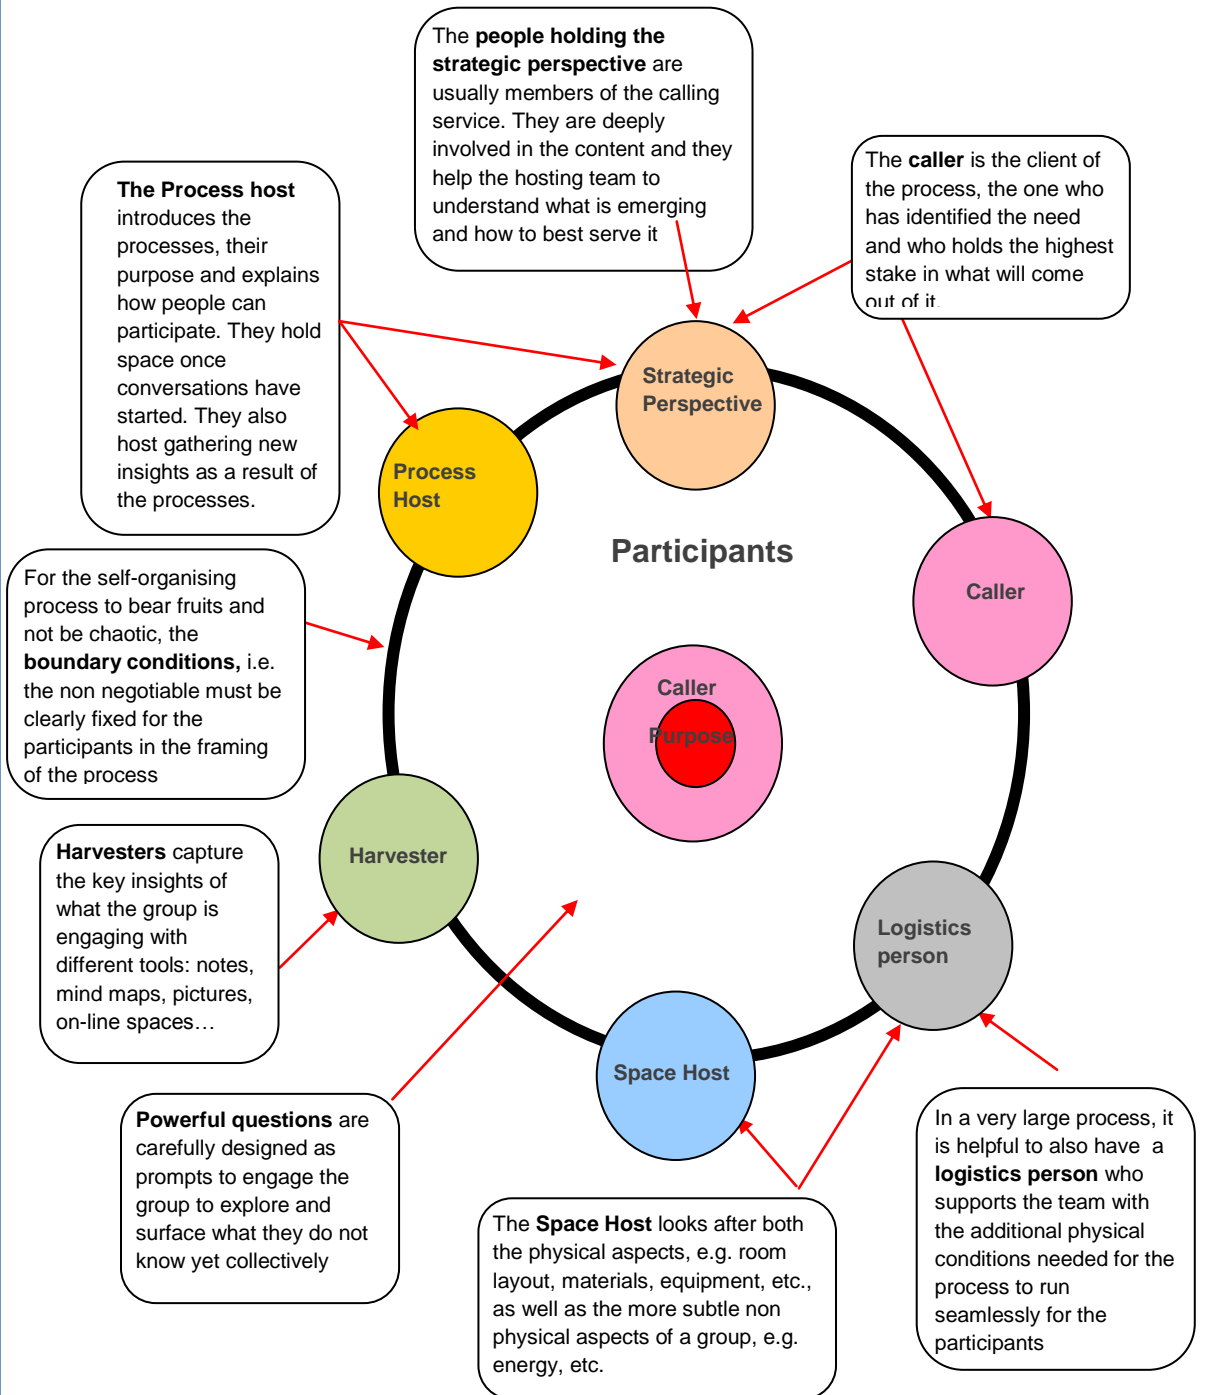 The people holding the
strategic perspective are
usually members of the calling
service. They are deeply
involved in the content and they
help the hosting team to
understand what is emerging
and how to best serve it
The caller is the client of
the process, the one who
has identified the need
and who holds the highest
stake in what will come
out of it.
The Process host
introduces the
processes, their
purpose and explains
how people can
participate. They hold
space once
conversations have
started. They also
host gathering new
insights as a result of
the processes.
Strategic
Perspective
Process
Host
Participants
Caller
For the self-organising
process to bear fruits and
not be chaotic, the
boundary conditions, i.e.
the non negotiable must be
clearly fixed for the
participants in the framing
of the process
Caller
Purpose
Harvesters capture
the key insights of
what the group is
engaging with
different tools: notes,
mind maps, pictures,
on-line spaces…
Harvester
Logistics
person
Space Host
Powerful questions are
carefully designed as
prompts to engage the
group to explore and
surface what they do not
know yet collectively
The Space Host looks after both
the physical aspects, e.g. room
layout, materials, equipment, etc.,
as well as the more subtle non
physical aspects of a group, e.g.
energy, etc.
In a very large process, it
is helpful to also have  a
logistics person who
supports the team with
the additional physical
conditions needed for the
process to run
seamlessly for the
participants